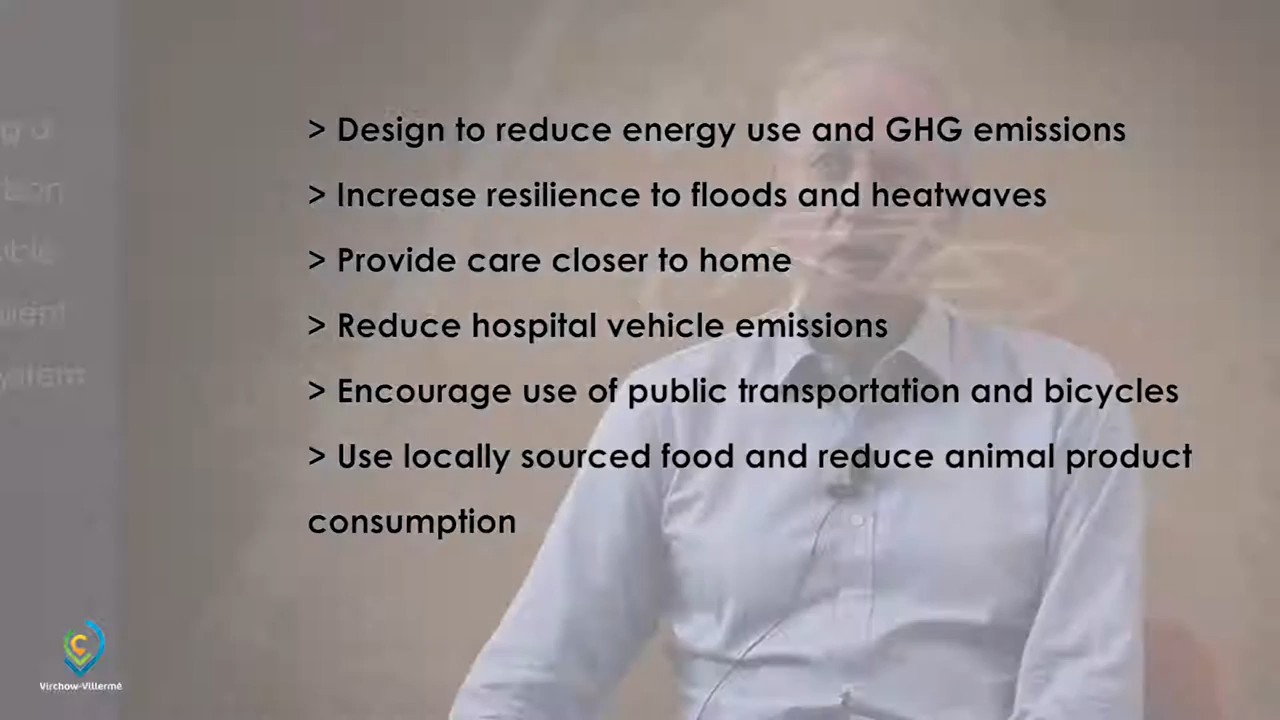 > Design to reduce energy use and GHG emissions
> Increase resilience to floods and heatwaves
> Provide care closer to home
> Reduce hospital vehicle emissions
> Encourage use of public transportation and bicycles
> Use locally sourced food and reduce animal product
consumption
Virchow-Villermé